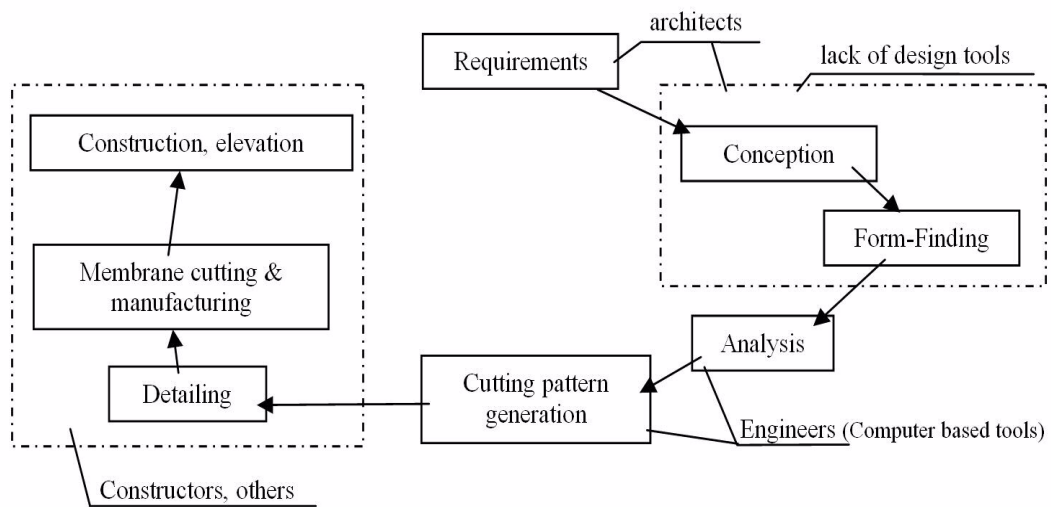 architects
Requirements
lack of design tools
Conception
Form-Finding
Analysis
Engineers (Computer based tools)
Cutting pattern
generation
Detailing
Membrane cutting &
manufacturing
Construction, elevation
Constructors, others